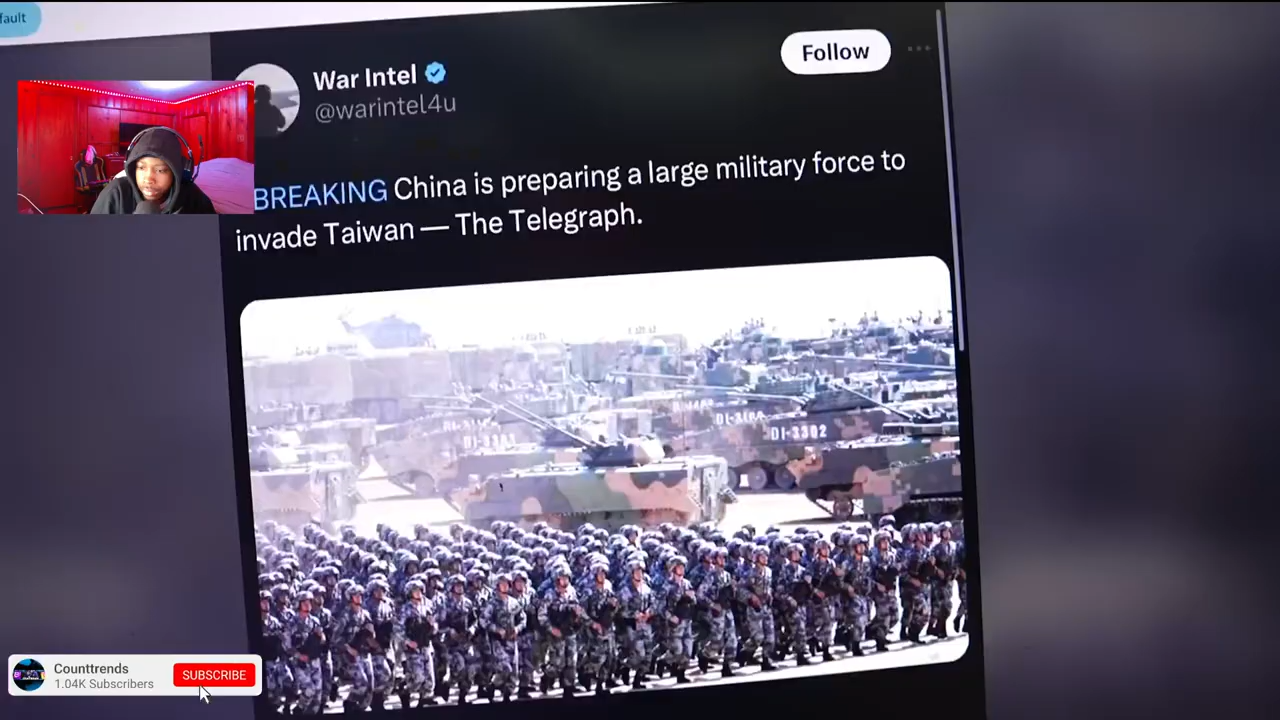 fault
War Intel
@warintel4u
Follow
BREAKING China is preparing a large military force to
invade Taiwan — The Telegraph.
DI-3302
Counttrends
1.04K Subscribers
SUBSCRIBE